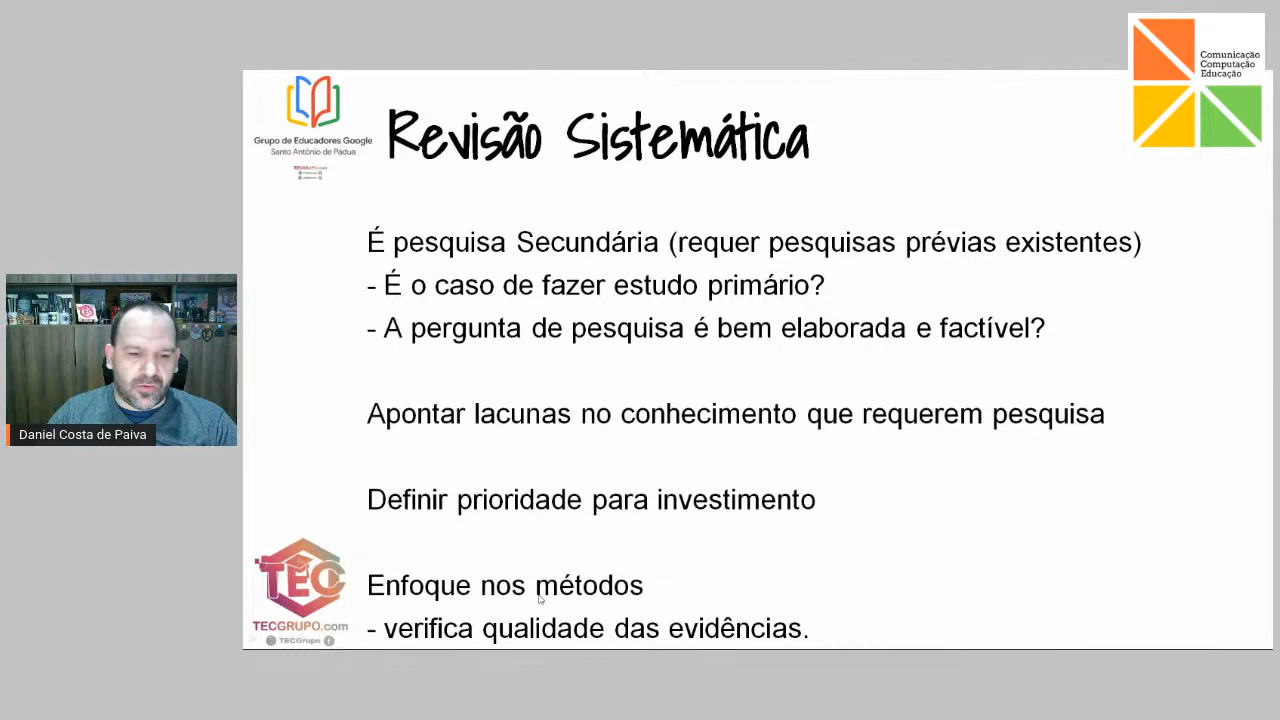 Comunicação
Computação
Educação
Grupo de Educadores Google
Santo Antônio de Pádua
TECGRUPO.com
Revisão Sistemática
É pesquisa Secundária (requer pesquisas prévias existentes)
- É o caso de fazer estudo primário?
- A pergunta de pesquisa é bem elaborada e factível?
Apontar lacunas no conhecimento que requerem pesquisa
Definir prioridade para investimento
Enfoque nos métodos
- verifica qualidade das evidências.
TEC
TECGRUPO.com
TECGrupo
Daniel Costa de Paiva